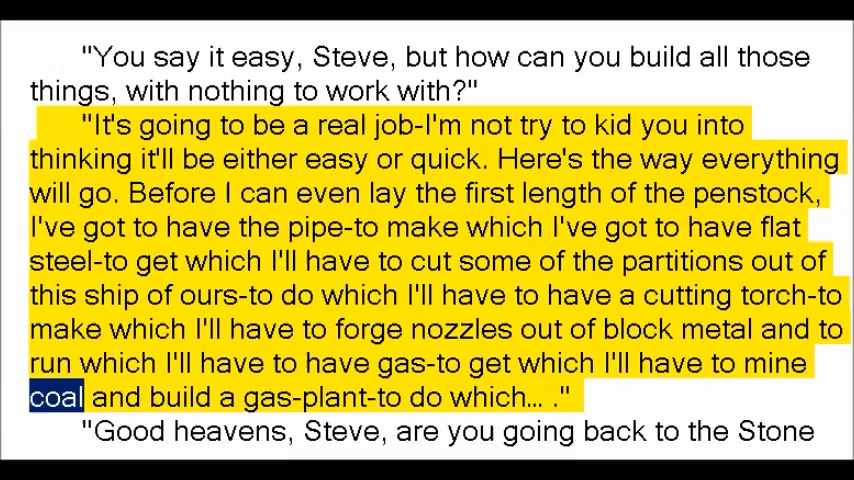 "You say it easy, Steve, but how can you build all those
things, with nothing to work with?"
"It's going to be a real job-I'm not try to kid you into
thinking it'll be either easy or quick. Here's the way everything
will go. Before I can even lay the first length of the penstock,
I've got to have the pipe-to make which I've got to have flat
steel-to get which I'll have to cut some of the partitions out of
this ship of ours-to do which I'll have to have a cutting torch-to
make which I'll have to forge nozzles out of block metal and to
run which I'll have to have gas-to get which I'll have to mine
coal and build a gas-plant-to do which... ."
"Good heavens, Steve, are you going back to the Stone